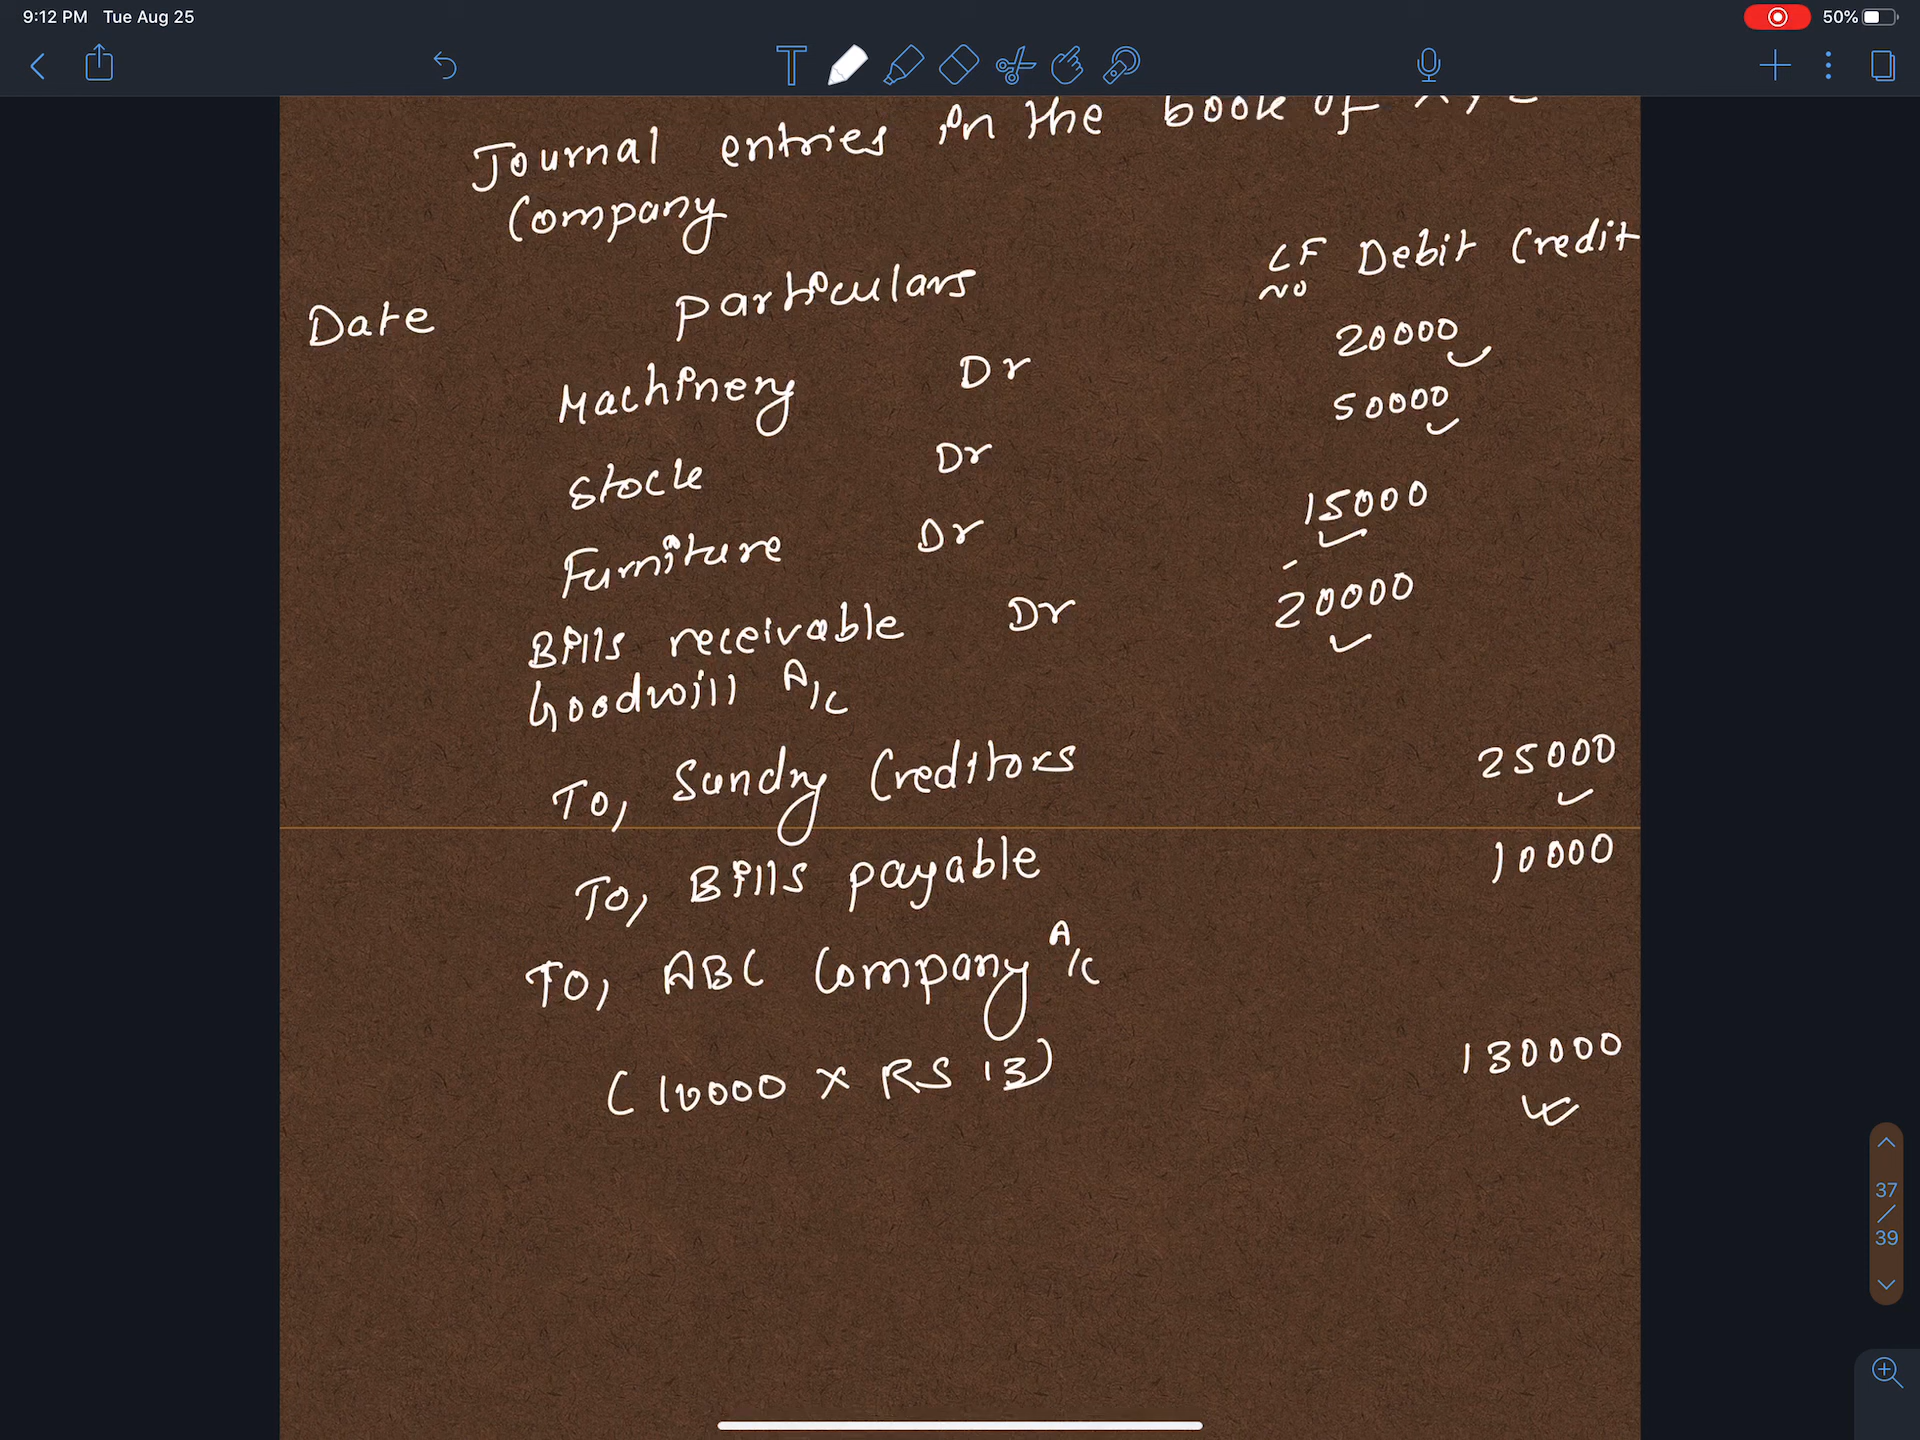 9:12 PM Tue Aug 25
50%
Journal entries in the book of
Company
Date Particulars LF No Debit Credit
Machinery Dr 20000
Stock Dr 50000
Furniture Dr 15000
Bills receivable Dr 20000
Goodwill A/c
To, Sundry Creditors 25000
To, Bills payable 10000
To, ABC Company A/c
(10000 x RS 13) 130000
37
/
39